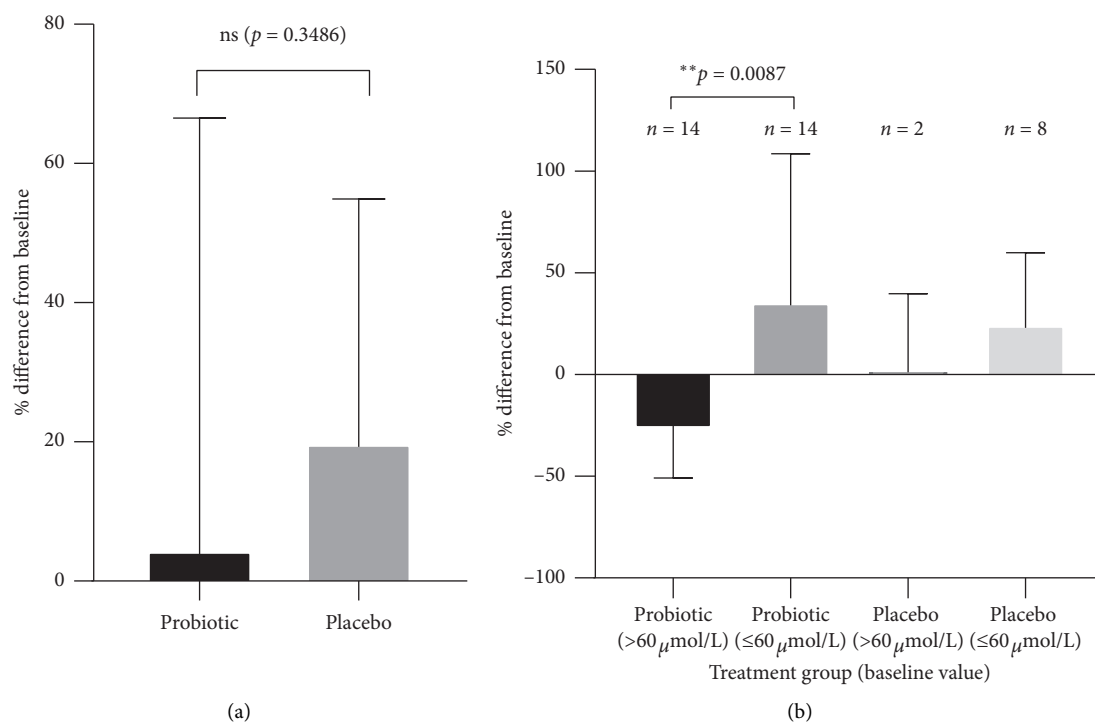 80
60
40
20
0
% difference from baseline
ns (p = 0.3486)
Probiotic
Placebo
(a)
150
100
50
0
−50
−100
% difference from baseline
**p = 0.0087
n = 14
n = 14
n = 2
n = 8
Probiotic
(>60 μmol/L)
Probiotic
(≤60 μmol/L)
Placebo
(>60 μmol/L)
Placebo
(≤60 μmol/L)
Treatment group (baseline value)
(b)